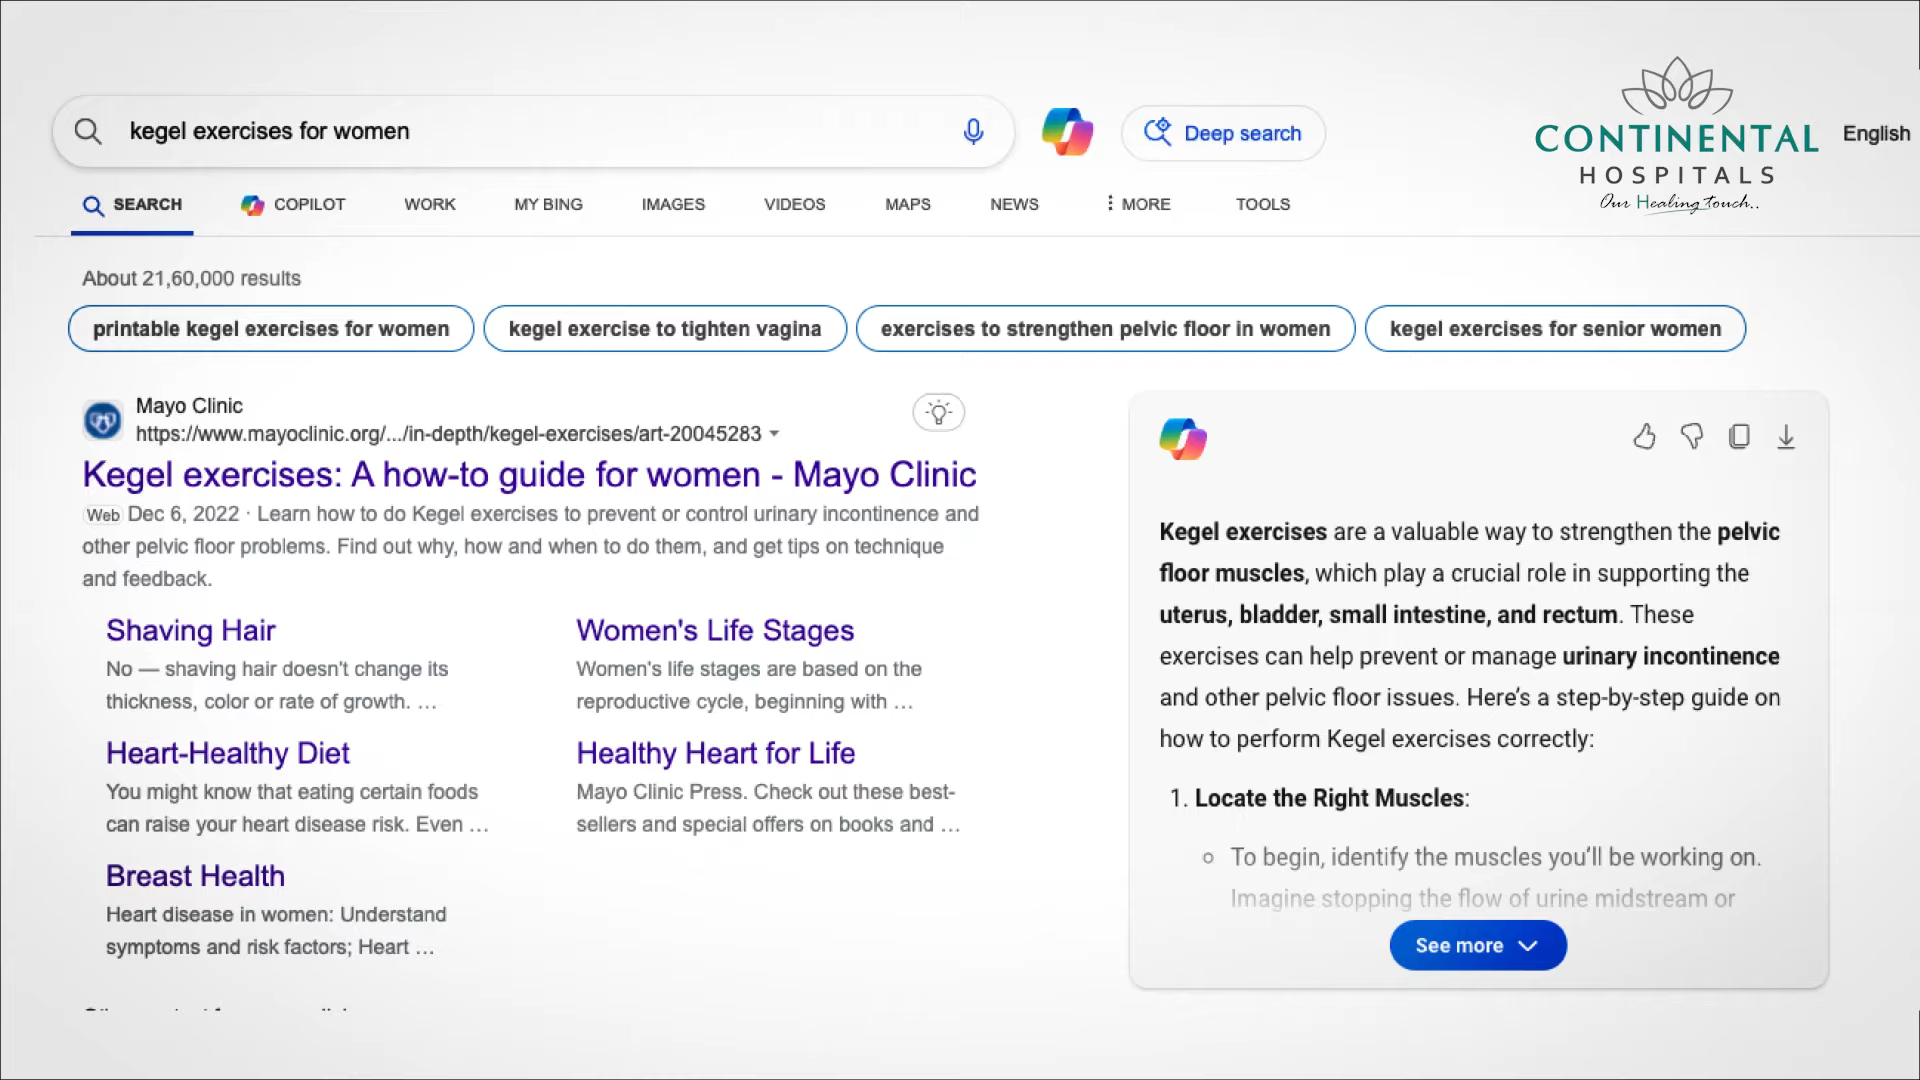 kegel exercises for women
Deep search
CONTINENTAL
HOSPITALS
Our Healing touch..
English
SEARCH
COPILOT
WORK
MY BING
IMAGES
VIDEOS
MAPS
NEWS
MORE
TOOLS
About 21,60,000 results
printable kegel exercises for women
kegel exercise to tighten vagina
exercises to strengthen pelvic floor in women
kegel exercises for senior women
Mayo Clinic
https://www.mayoclinic.org/.../in-depth/kegel-exercises/art-20045283
Kegel exercises: A how-to guide for women - Mayo Clinic
Web Dec 6, 2022 · Learn how to do Kegel exercises to prevent or control urinary incontinence and
other pelvic floor problems. Find out why, how and when to do them, and get tips on technique
and feedback.
Shaving Hair
No — shaving hair doesn't change its
thickness, color or rate of growth. ...
Women's Life Stages
Women's life stages are based on the
reproductive cycle, beginning with ...
Heart-Healthy Diet
You might know that eating certain foods
can raise your heart disease risk. Even ...
Healthy Heart for Life
Mayo Clinic Press. Check out these best-
sellers and special offers on books and ...
Breast Health
Heart disease in women: Understand
symptoms and risk factors; Heart ...
Kegel exercises are a valuable way to strengthen the pelvic
floor muscles, which play a crucial role in supporting the
uterus, bladder, small intestine, and rectum. These
exercises can help prevent or manage urinary incontinence
and other pelvic floor issues. Here's a step-by-step guide on
how to perform Kegel exercises correctly:
1. Locate the Right Muscles:
To begin, identify the muscles you'll be working on.
Imagine stopping the flow of urine midstream or
See more